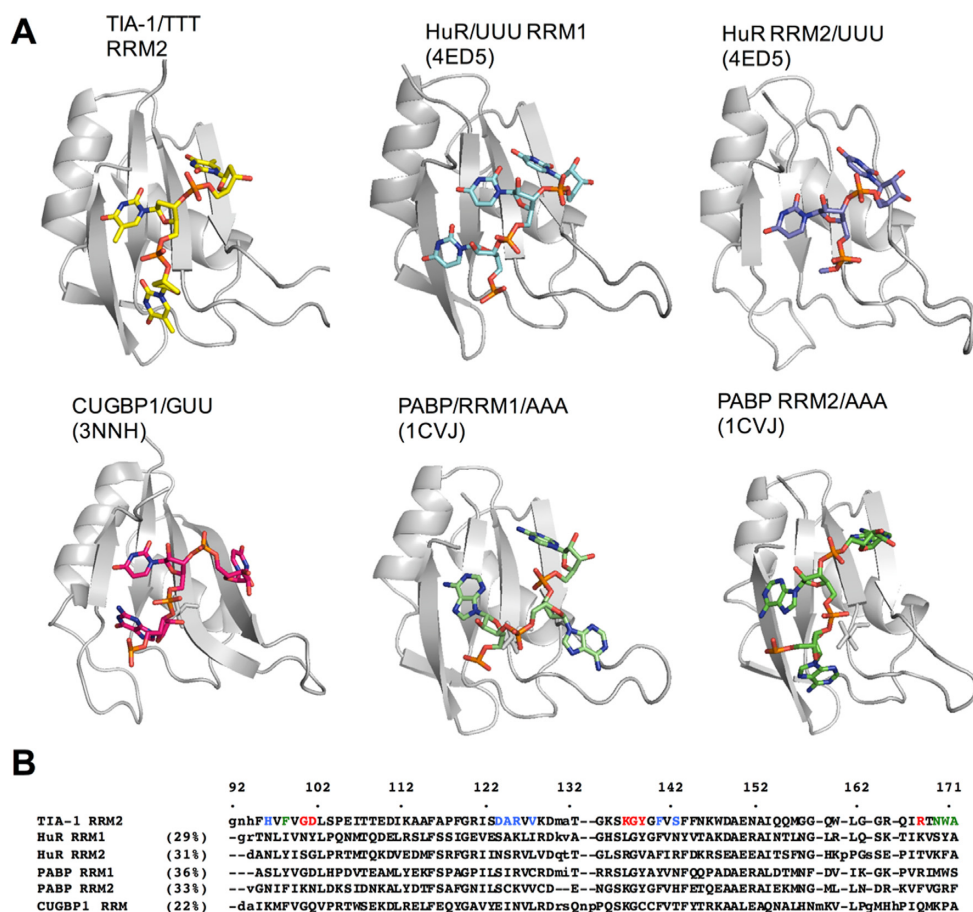 A
TIA-1/TTT
RRM2
HuR/UUU RRM1
(4ED5)
HuR RRM2/UUU
(4ED5)
CUGBP1/GUU
(3NNH)
PABP/RRM1/AAA
(1CVJ)
PABP RRM2/AAA
(1CVJ)
B
92 102 112 122 132 142 152 162 171
TIA-1 RRM2 gnhFHVFVGDLSPEITTEDIKAAFAPFGRISDARVVKDmaT--GKSKGYGFVSFFNKWDAENAIQQMGG-QW-LG-GR-QIRTNWA
HuR RRM1 (29%) -grTNLIVNYLPQNMTQDELRSLFSSIGEVESAKLIRDkvA--GHSLGYGFVNYVTAKDAERAINTLNG-LR-LQ-SK-TIKVSYA
HuR RRM2 (31%) --dANLYISGLPRTMTQKDVEDMFSRFGRINSRVLVDqtT--GLSRGVAFIRFDKRSEAEEAITSFNG-HKpPGsSE-PITVKFA
PABP RRM1 (36%) ---ASLYVGDLHPDVTEAMLYEKFSPAGPILSIRVCRDmi--TRRSLGYAYVNFQQPADAERALDTMNF-DV-IK-GK-PVRIMWS
PABP RRM2 (33%) --vGNIFIKNLDKSIDNKALYDTFSAFGNILSCKVVCD--E--NGSKGYGFVHFETQEAAERAIEKMNG-ML-LN-DR-KVFVGRF
CUGBP1 RRM (22%) -daIKMFVGQVPRTWSEKDLRELFEQYGAVYEINVLRDrsQnpPQSKGCCFVTFYTRKAALEAQNALHNmKV-LPgMHhPIQMKPA